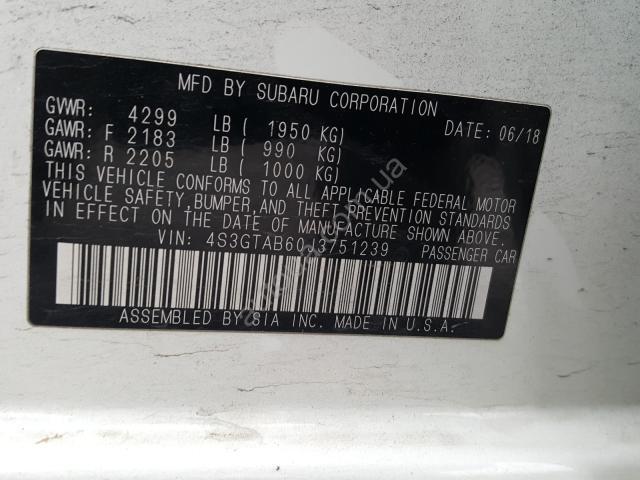 MFD BY SUBARU CORPORATION
GVWR: 4299 LB ( 1950 KG) DATE: 06/18
GAWR: F 2183 LB ( 990 KG)
GAWR: R 2205 LB ( 1000 KG)
THIS VEHICLE CONFORMS TO ALL APPLICABLE FEDERAL MOTOR
VEHICLE SAFETY, BUMPER, AND THEFT PREVENTION STANDARDS
IN EFFECT ON THE DATE OF MANUFACTURE SHOWN ABOVE.
VIN: PASSENGER CAR
ASSEMBLED BY SIA INC. MADE IN U.S.A.